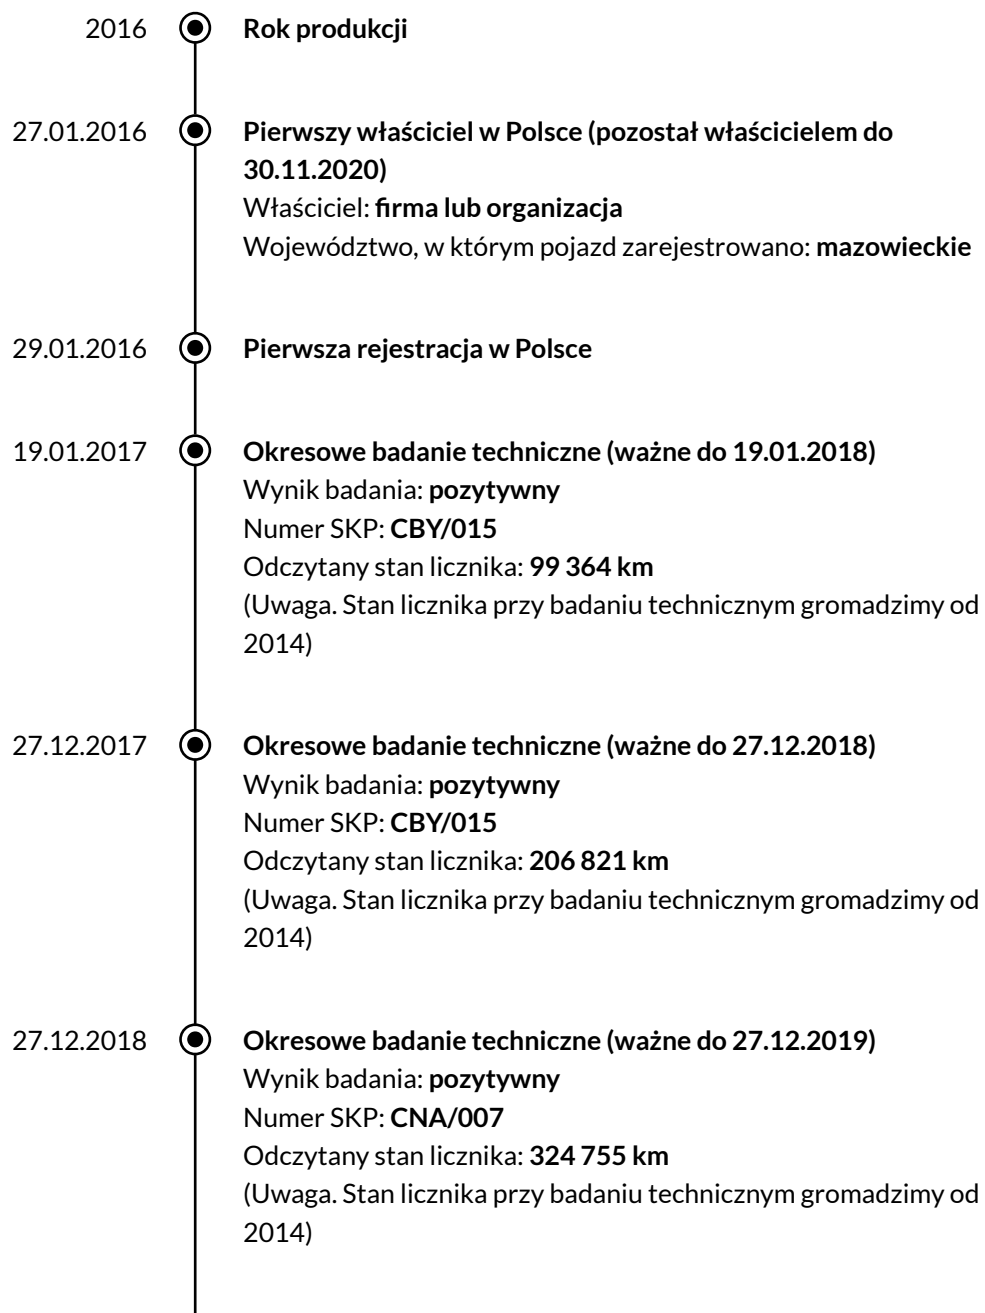 2016
Rok produkcji
27.01.2016
Pierwszy właściciel w Polsce (pozostał właścicielem do
30.11.2020)
Właściciel: firma lub organizacja
Województwo, w którym pojazd zarejestrowano: mazowieckie
29.01.2016
Pierwsza rejestracja w Polsce
19.01.2017
Okresowe badanie techniczne (ważne do 19.01.2018)
Wynik badania: pozytywny
Numer SKP: CBY/015
Odczytany stan licznika: 99 364 km
(Uwaga. Stan licznika przy badaniu technicznym gromadzimy od
2014)
27.12.2017
Okresowe badanie techniczne (ważne do 27.12.2018)
Wynik badania: pozytywny
Numer SKP: CBY/015
Odczytany stan licznika: 206 821 km
(Uwaga. Stan licznika przy badaniu technicznym gromadzimy od
2014)
27.12.2018
Okresowe badanie techniczne (ważne do 27.12.2019)
Wynik badania: pozytywny
Numer SKP: CNA/007
Odczytany stan licznika: 324 755 km
(Uwaga. Stan licznika przy badaniu technicznym gromadzimy od
2014)